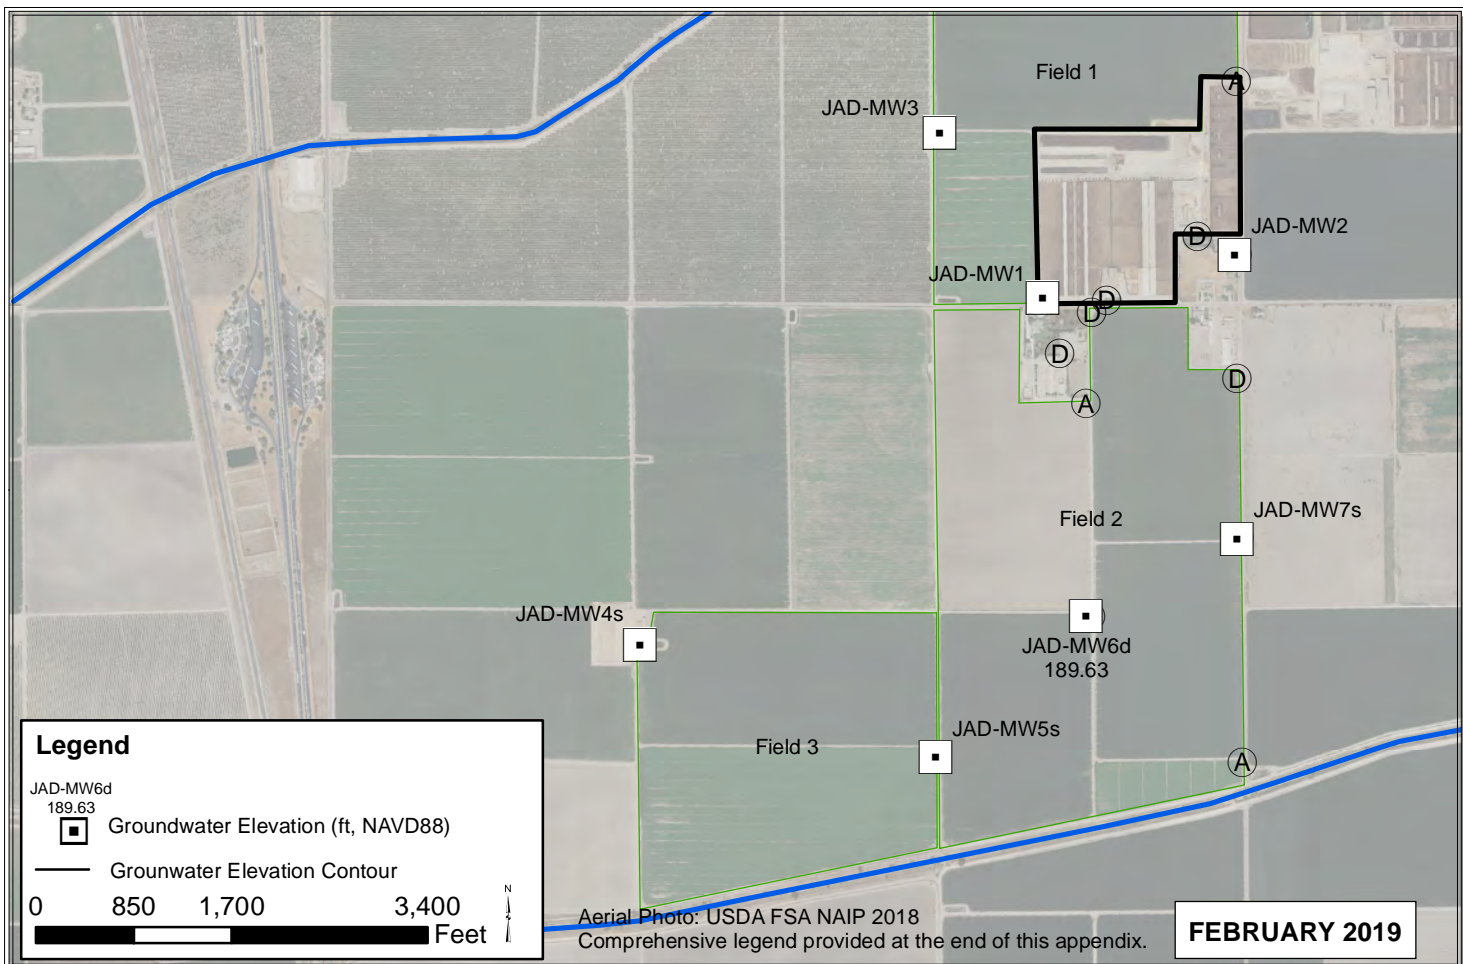 Field 1
A
JAD-MW3
D
JAD-MW2
JAD-MW1
D
D
D
D
A
JAD-MW7s
Field 2
JAD-MW4s
JAD-MW6d
189.63
JAD-MW5s
Field 3
A
Legend
JAD-MW6d
189.63
Groundwater Elevation (ft, NAVD88)
Grounwater Elevation Contour
0 850 1,700 3,400
Feet
N
Aerial Photo: USDA FSA NAIP 2018
Comprehensive legend provided at the end of this appendix.
FEBRUARY 2019